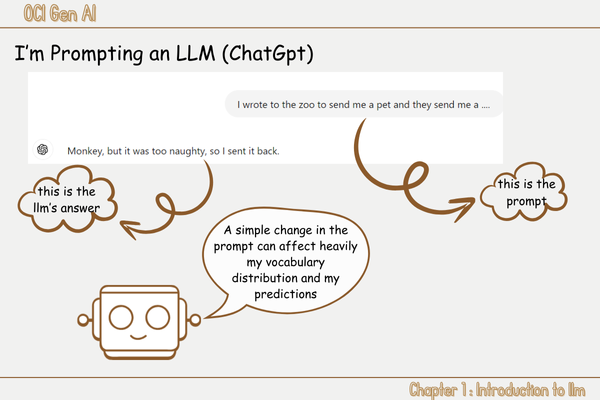 OCI Gen AI
I'm Prompting an LLM (ChatGpt)
I wrote to the zoo to send me a pet and they send me a ....
Monkey, but it was too naughty, so I sent it back.
this is the
llm's answer
this is the
prompt
A simple change in the
prompt can affect heavily
my vocabulary
distribution and my
predictions
Chapter 1 : Introduction to llm